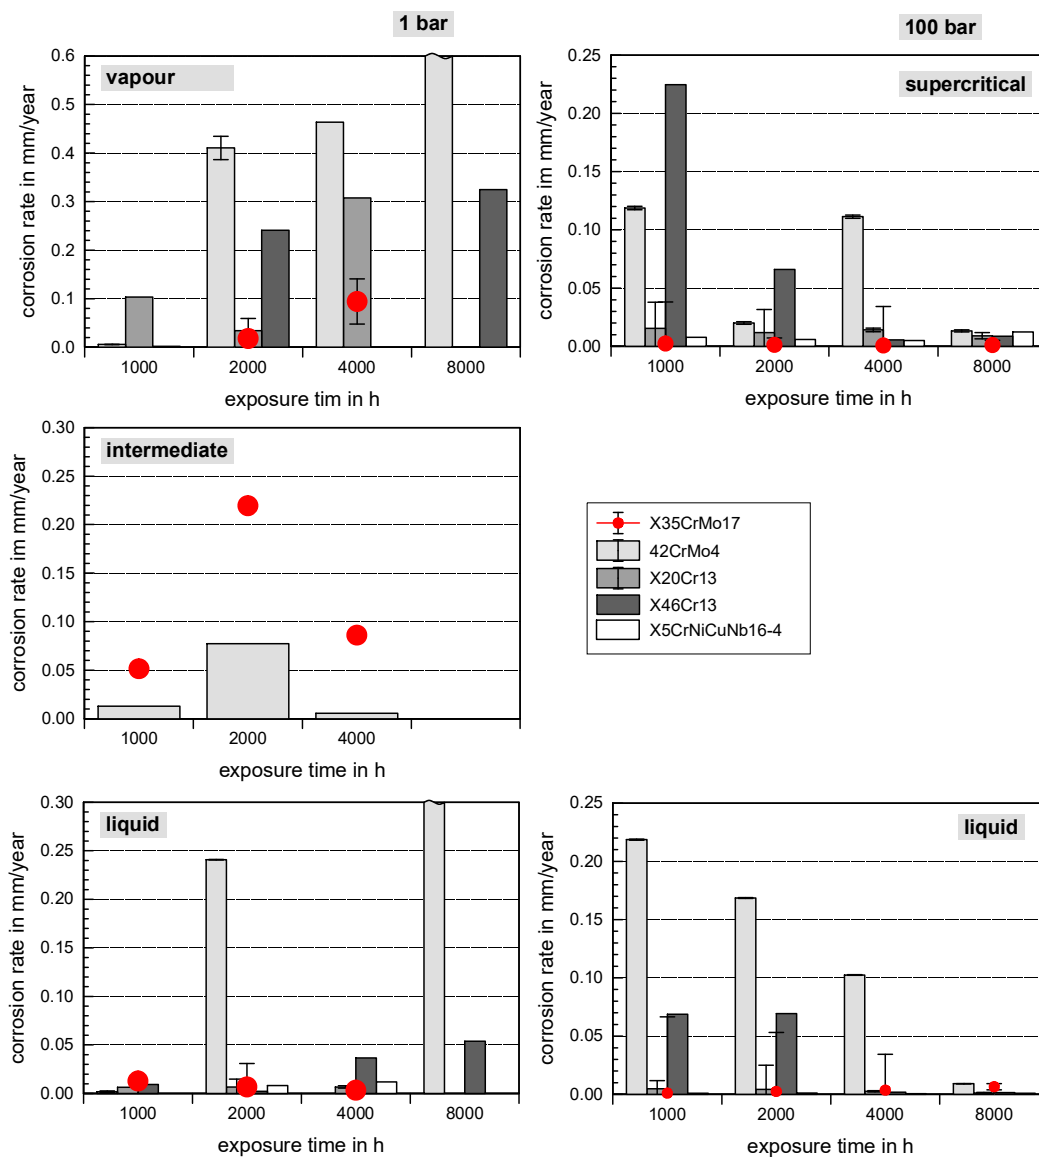 1 bar
100 bar
vapour
corrosion rate in mm/year
0.6
0.5
0.4
0.3
0.2
0.1
0.0
1000 2000 4000 8000
exposure tim in h
supercritical
corrosion rate im mm/year
0.25
0.20
0.15
0.10
0.05
0.00
1000 2000 4000 8000
exposure time in h
intermediate
corrosion rate im mm/year
0.30
0.25
0.20
0.15
0.10
0.05
0.00
1000 2000 4000
exposure time in h
X35CrMo17
42CrMo4
X20Cr13
X46Cr13
X5CrNiCuNb16-4
liquid
corrosion rate in mm/year
0.30
0.25
0.20
0.15
0.10
0.05
0.00
1000 2000 4000 8000
exposure time in h
liquid
corrosion rate in mm/year
0.25
0.20
0.15
0.10
0.05
0.00
1000 2000 4000 8000
exposure time in h